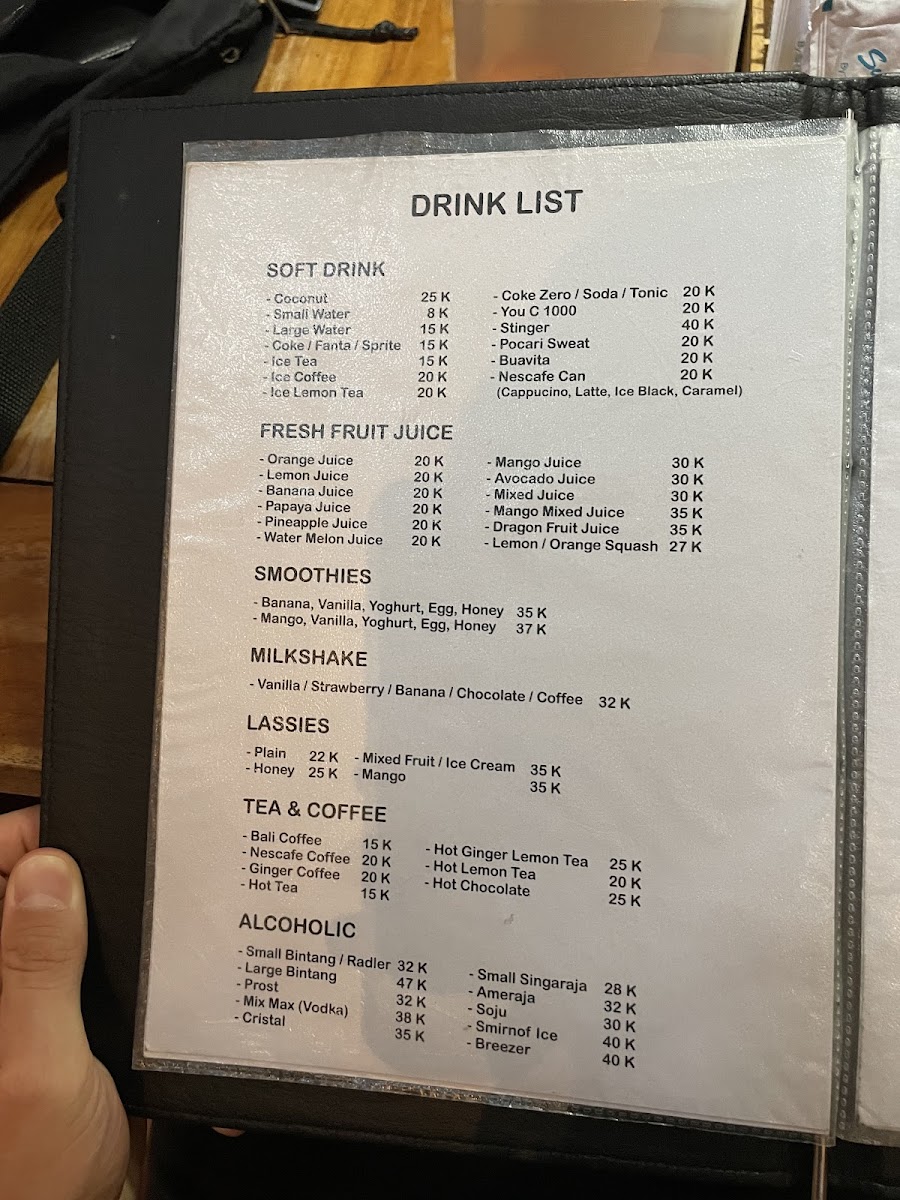 DRINK LIST
SOFT DRINK
- Coconut 25 K
- Small Water 8 K
- Large Water 15 K
- Coke / Fanta / Sprite 15 K
- Ice Tea 15 K
- Ice Coffee 20 K
- Ice Lemon Tea 20 K
- Coke Zero / Soda / Tonic 20 K
- You C 1000 20 K
- Stinger 40 K
- Pocari Sweat 20 K
- Buavita 20 K
- Nescafe Can 20 K
(Cappucino, Latte, Ice Black, Caramel)
FRESH FRUIT JUICE
- Orange Juice 20 K
- Lemon Juice 20 K
- Banana Juice 20 K
- Papaya Juice 20 K
- Pineapple Juice 20 K
- Water Melon Juice 20 K
- Mango Juice 30 K
- Avocado Juice 30 K
- Mixed Juice 30 K
- Mango Mixed Juice 35 K
- Dragon Fruit Juice 35 K
- Lemon / Orange Squash 27 K
SMOOTHIES
- Banana, Vanilla, Yoghurt, Egg, Honey 35 K
- Mango, Vanilla, Yoghurt, Egg, Honey 37 K
MILKSHAKE
- Vanilla / Strawberry / Banana / Chocolate / Coffee 32 K
LASSIES
- Plain 22 K
- Honey 25 K
- Mixed Fruit / Ice Cream 35 K
- Mango 35 K
TEA & COFFEE
- Bali Coffee 15 K
- Nescafe Coffee 20 K
- Ginger Coffee 20 K
- Hot Tea 15 K
- Hot Ginger Lemon Tea 25 K
- Hot Lemon Tea 20 K
- Hot Chocolate 25 K
ALCOHOLIC
- Small Bintang / Radler 32 K
- Large Bintang 47 K
- Prost 32 K
- Mix Max (Vodka) 38 K
- Cristal 35 K
- Small Singaraja 28 K
- Ameraja 32 K
- Soju 30 K
- Smirnof Ice 40 K
- Breezer 40 K